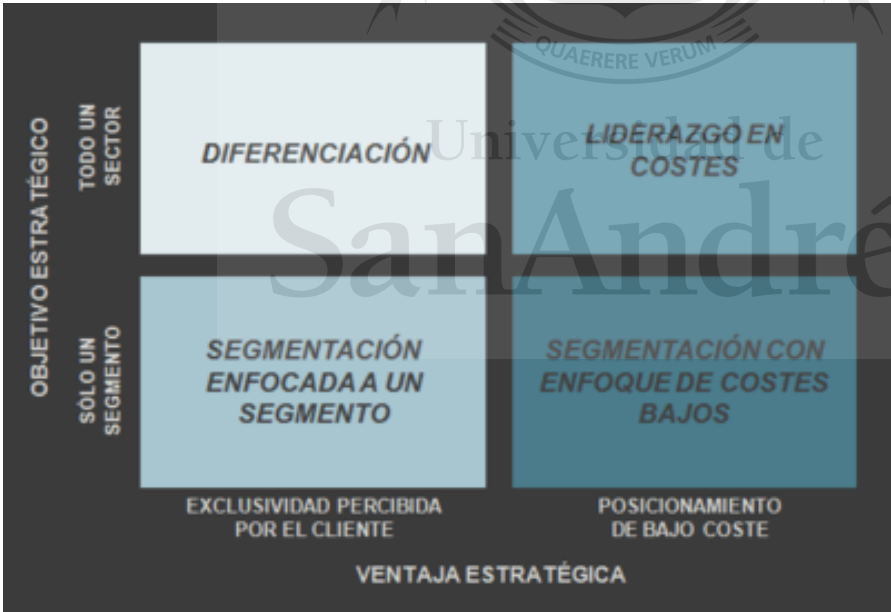 QUAERERE VERUM
Universidad de
SanAndré
OBJETIVO ESTRATÉGICO
TODO UN
SECTOR
DIFERENCIACIÓN
LIDERAZGO EN
COSTES
SÓLO UN
SEGMENTO
SEGMENTACIÓN
ENFOCADA A UN
SEGMENTO
SEGMENTACIÓN CON
ENFOQUE DE COSTES
BAJOS
EXCLUSIVIDAD PERCIBIDA
POR EL CLIENTE
POSICIONAMIENTO
DE BAJO COSTE
VENTAJA ESTRATÉGICA